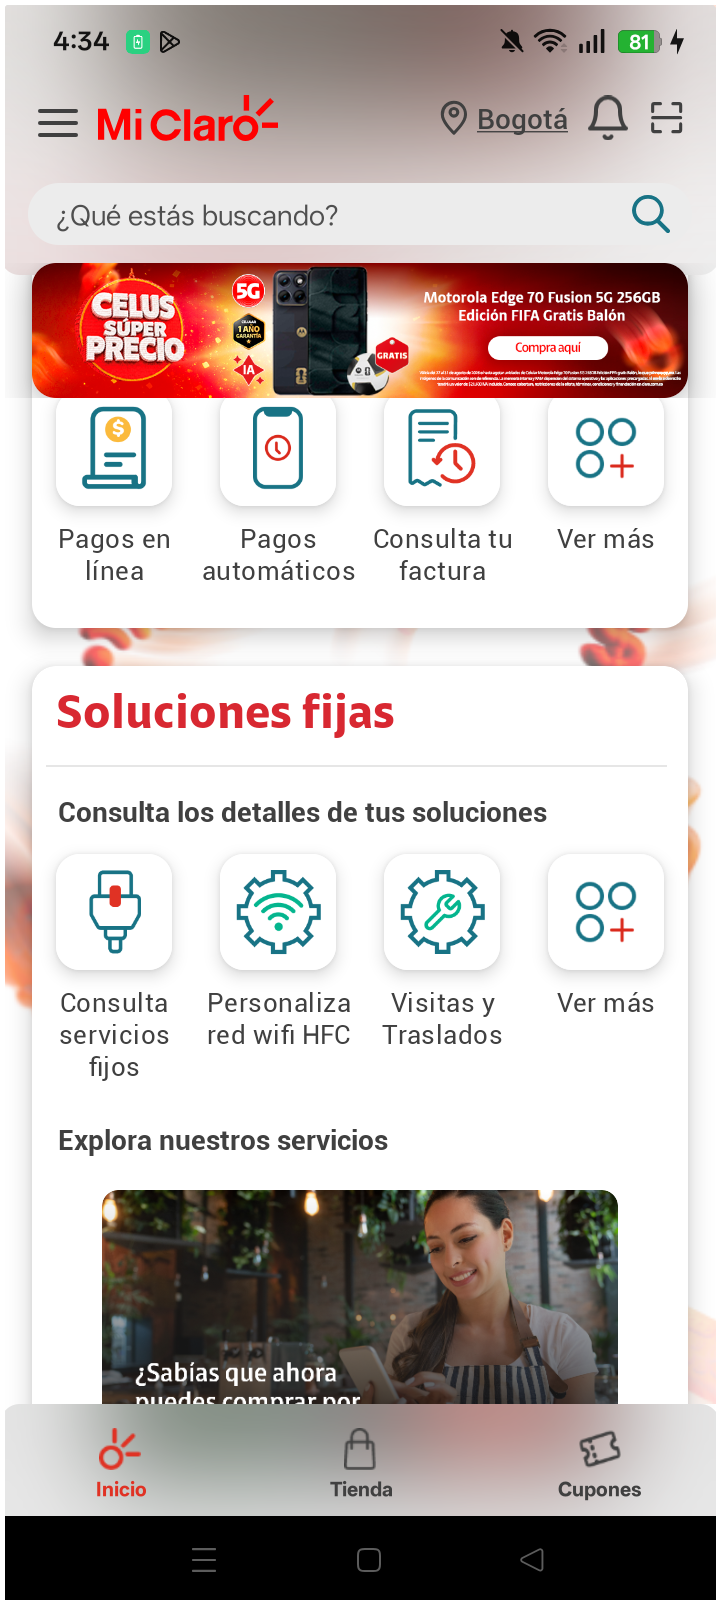 4:34
81
Mi Claro
Bogotá
¿Qué estás buscando?
CELUS
SÚPER
PRECIO
5G
1 AÑO
GARANTÍA
IA
GRATIS
Motorola Edge 70 Fusion 5G 256GB
Edición FIFA Gratis Balón
Compra aquí
Pagos en
línea
Pagos
automáticos
Consulta tu
factura
Ver más
Soluciones fijas
Consulta los detalles de tus soluciones
Consulta
servicios
fijos
Personaliza
red wifi HFC
Visitas y
Traslados
Ver más
Explora nuestros servicios
¿Sabías que ahora
puedes comprar por
Inicio
Tienda
Cupones